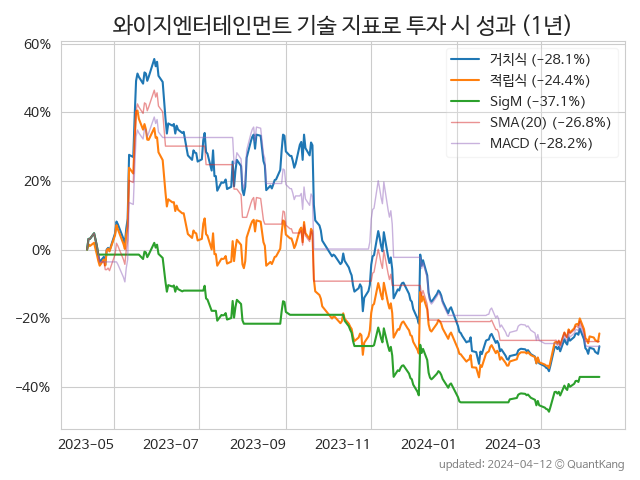 와이지엔터테인먼트 기술 지표로 투자 시 성과 (1년)
60%
40%
20%
0%
−20%
−40%
거치식 (−28.1%)
적립식 (−24.4%)
SigM (−37.1%)
SMA(20) (−26.8%)
MACD (−28.2%)
2023-05 2023-07 2023-09 2023-11 2024-01 2024-03
updated: 2024-04-12 © QuantKang